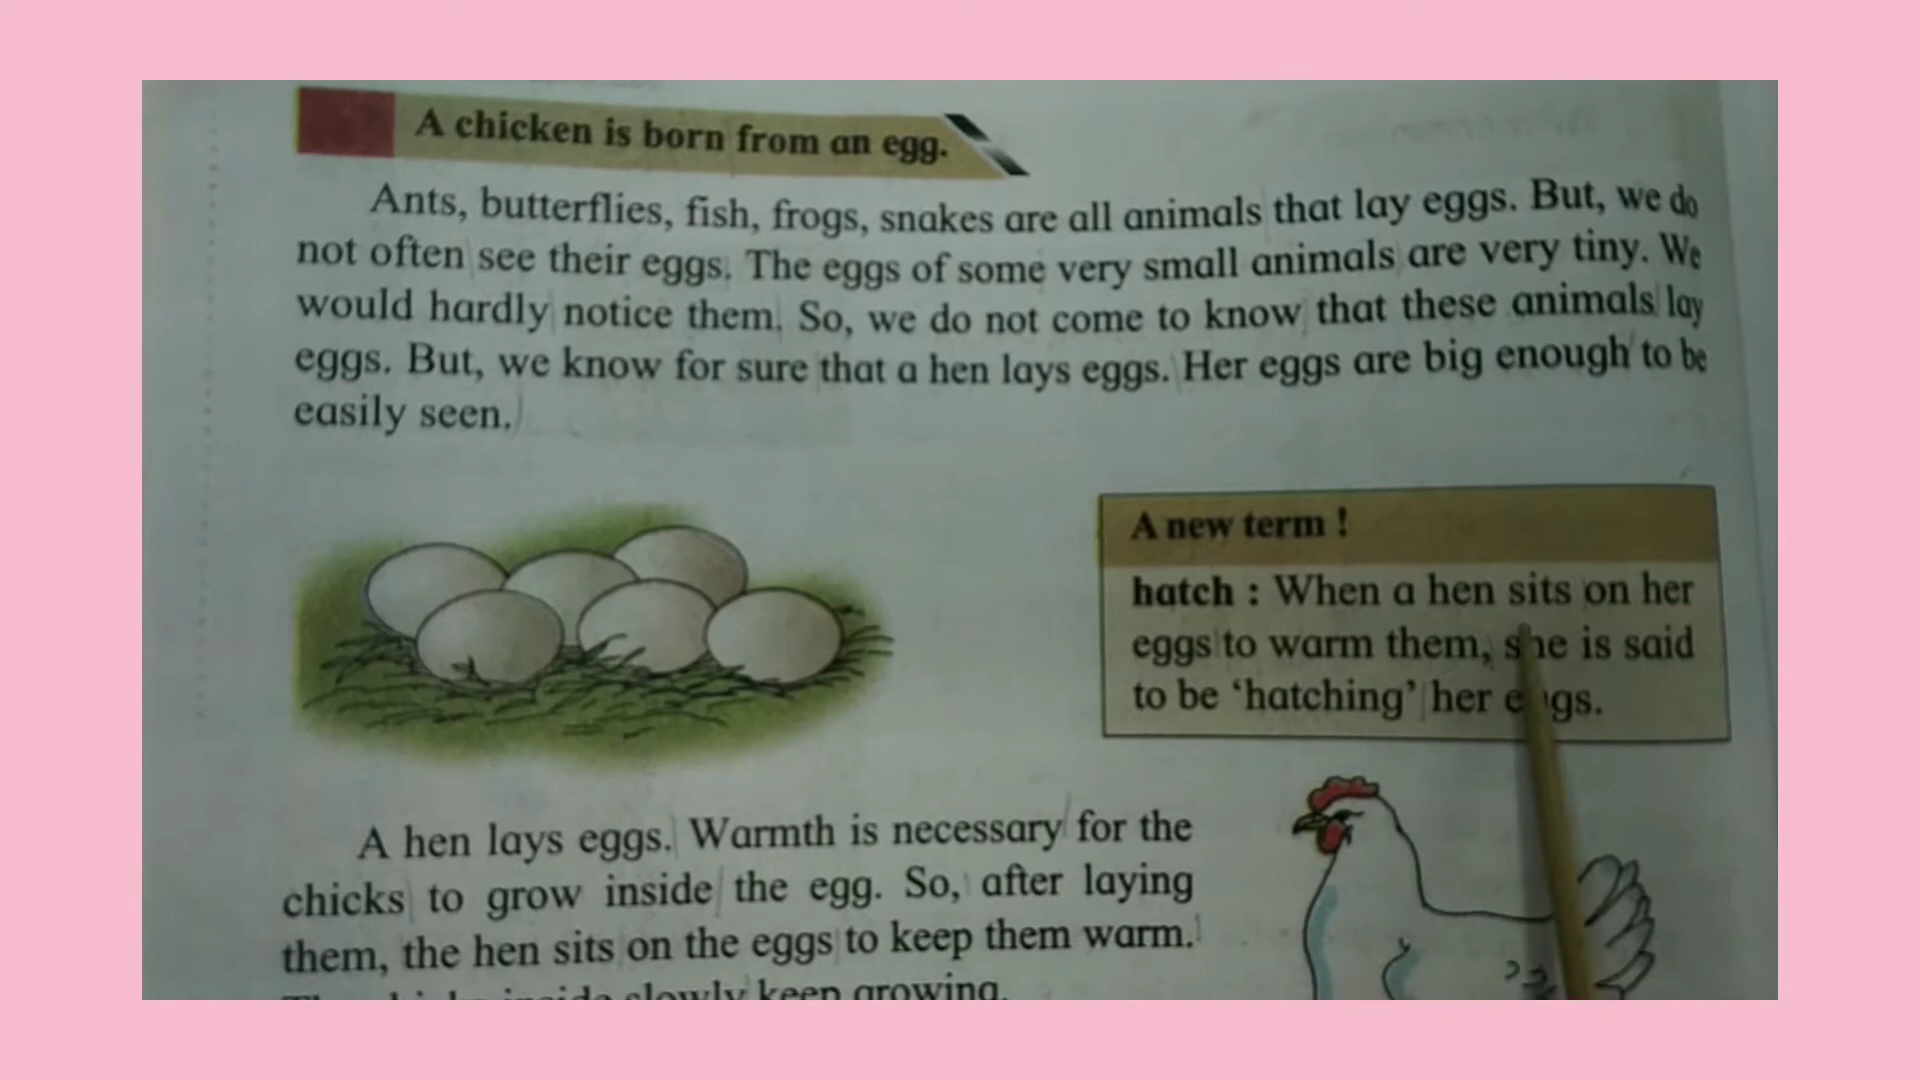 A chicken is born from an egg.
Ants, butterflies, fish, frogs, snakes are all animals that lay eggs. But, we do
not often see their eggs. The eggs of some very small animals are very tiny. We
would hardly notice them. So, we do not come to know that these animals lay
eggs. But, we know for sure that a hen lays eggs. Her eggs are big enough to be
easily seen.
A new term !
hatch : When a hen sits on her
eggs to warm them, she is said
to be ‘hatching’ her eggs.
A hen lays eggs. Warmth is necessary for the
chicks to grow inside the egg. So, after laying
them, the hen sits on the eggs to keep them warm.
slowly keep growing.